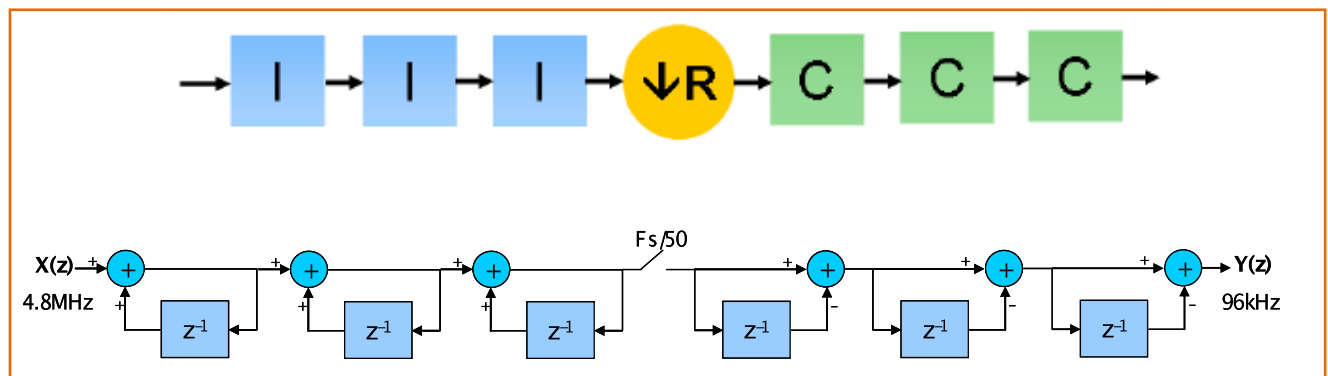 I I I ↓R C C C
Fs/50
X(z) + + + + + + + + - + + - + + - Y(z)
4.8MHz + + + 96kHz
z⁻¹ z⁻¹ z⁻¹ z⁻¹ z⁻¹ z⁻¹